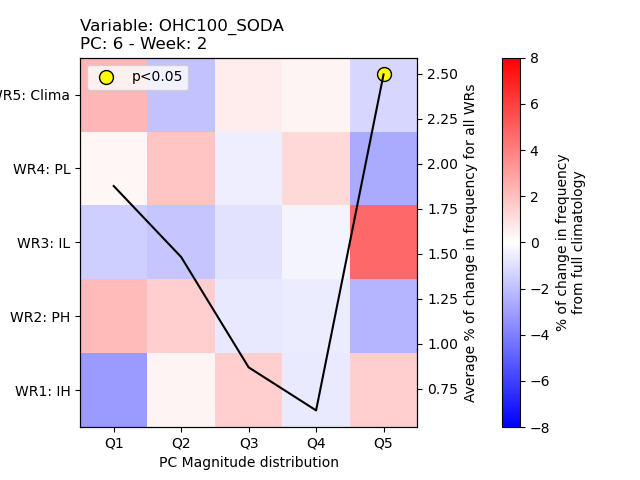 Variable: OHC100_SODA
PC: 6 - Week: 2
p<0.05
WR5: Clima
WR4: PL
WR3: IL
WR2: PH
WR1: IH
Q1 Q2 Q3 Q4 Q5
PC Magnitude distribution
2.50
2.25
2.00
1.75
1.50
1.25
1.00
0.75
Average % of change in frequency for all WRs
8
6
4
2
0
−2
−4
−6
−8
% of change in frequency
from full climatology